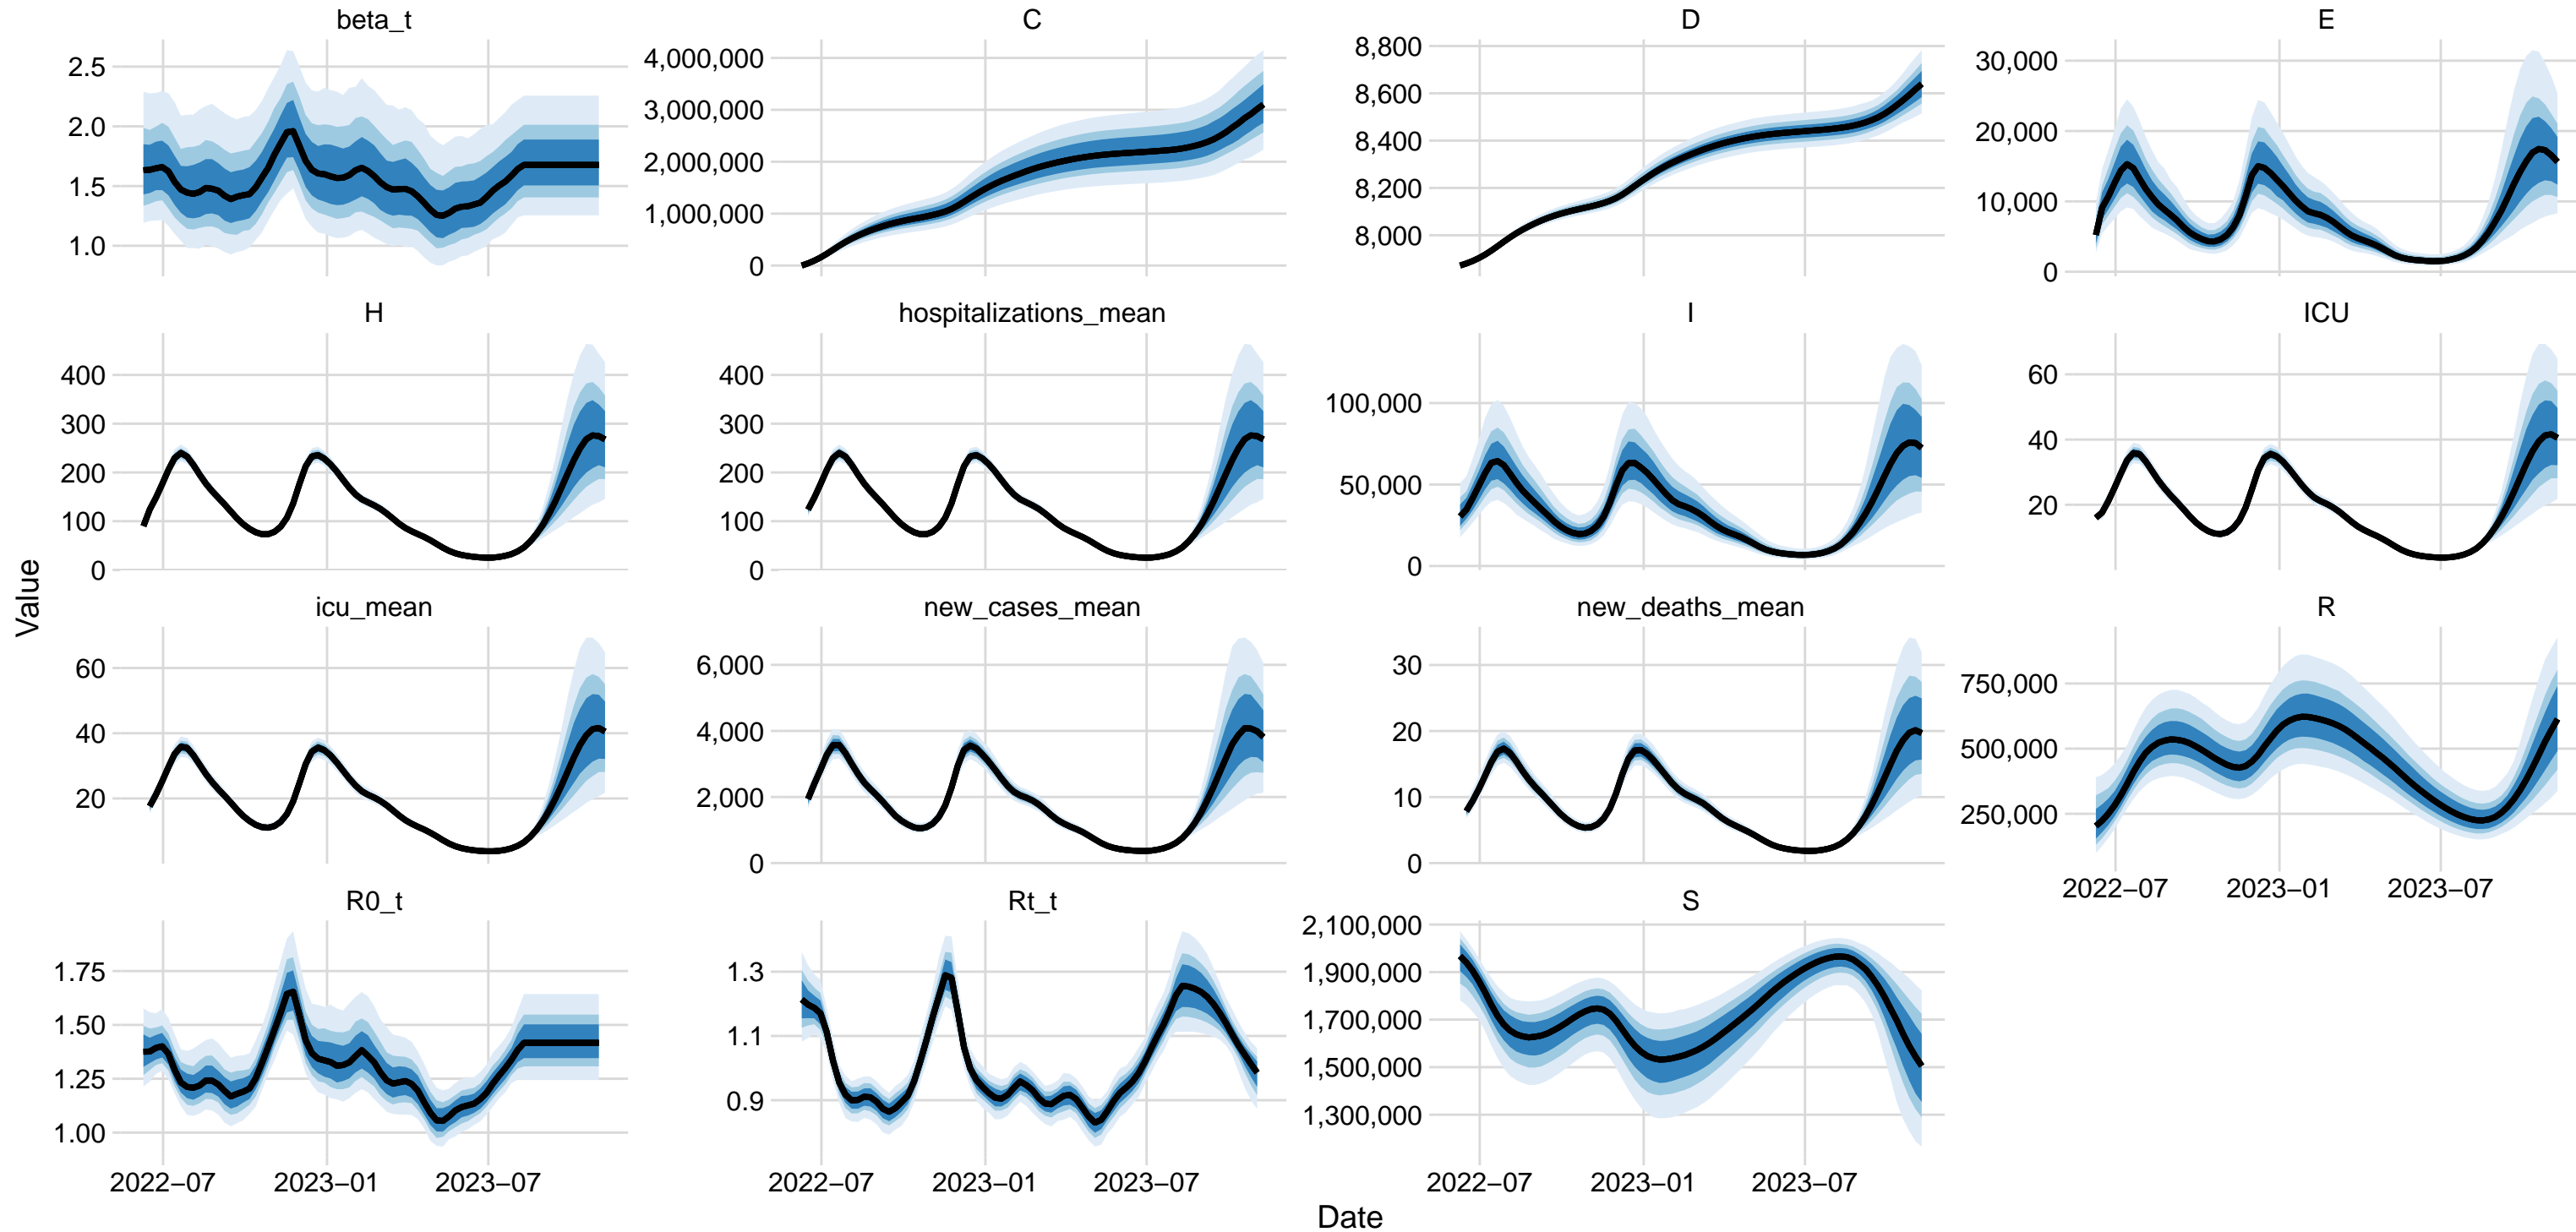 beta_t
2.5
2.0
1.5
1.0
C
4,000,000
3,000,000
2,000,000
1,000,000
0
D
8,800
8,600
8,400
8,200
8,000
E
30,000
20,000
10,000
0
H
400
300
200
100
0
hospitalizations_mean
400
300
200
100
0
I
100,000
50,000
0
ICU
60
40
20
Value
icu_mean
60
40
20
new_cases_mean
6,000
4,000
2,000
0
new_deaths_mean
30
20
10
0
R
750,000
500,000
250,000
2022−07 2023−01 2023−07
R0_t
1.75
1.50
1.25
1.00
2022−07 2023−01 2023−07
Rt_t
1.3
1.1
0.9
2022−07 2023−01 2023−07
S
2,100,000
1,900,000
1,700,000
1,500,000
1,300,000
2022−07 2023−01 2023−07
Date